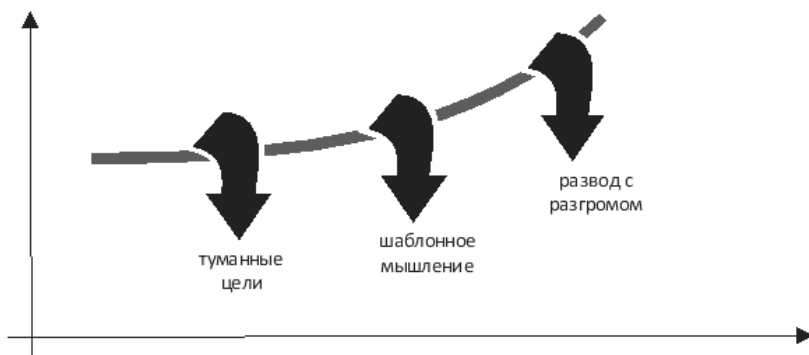 туманные
цели
шаблонное
мышление
развод с
разгромом